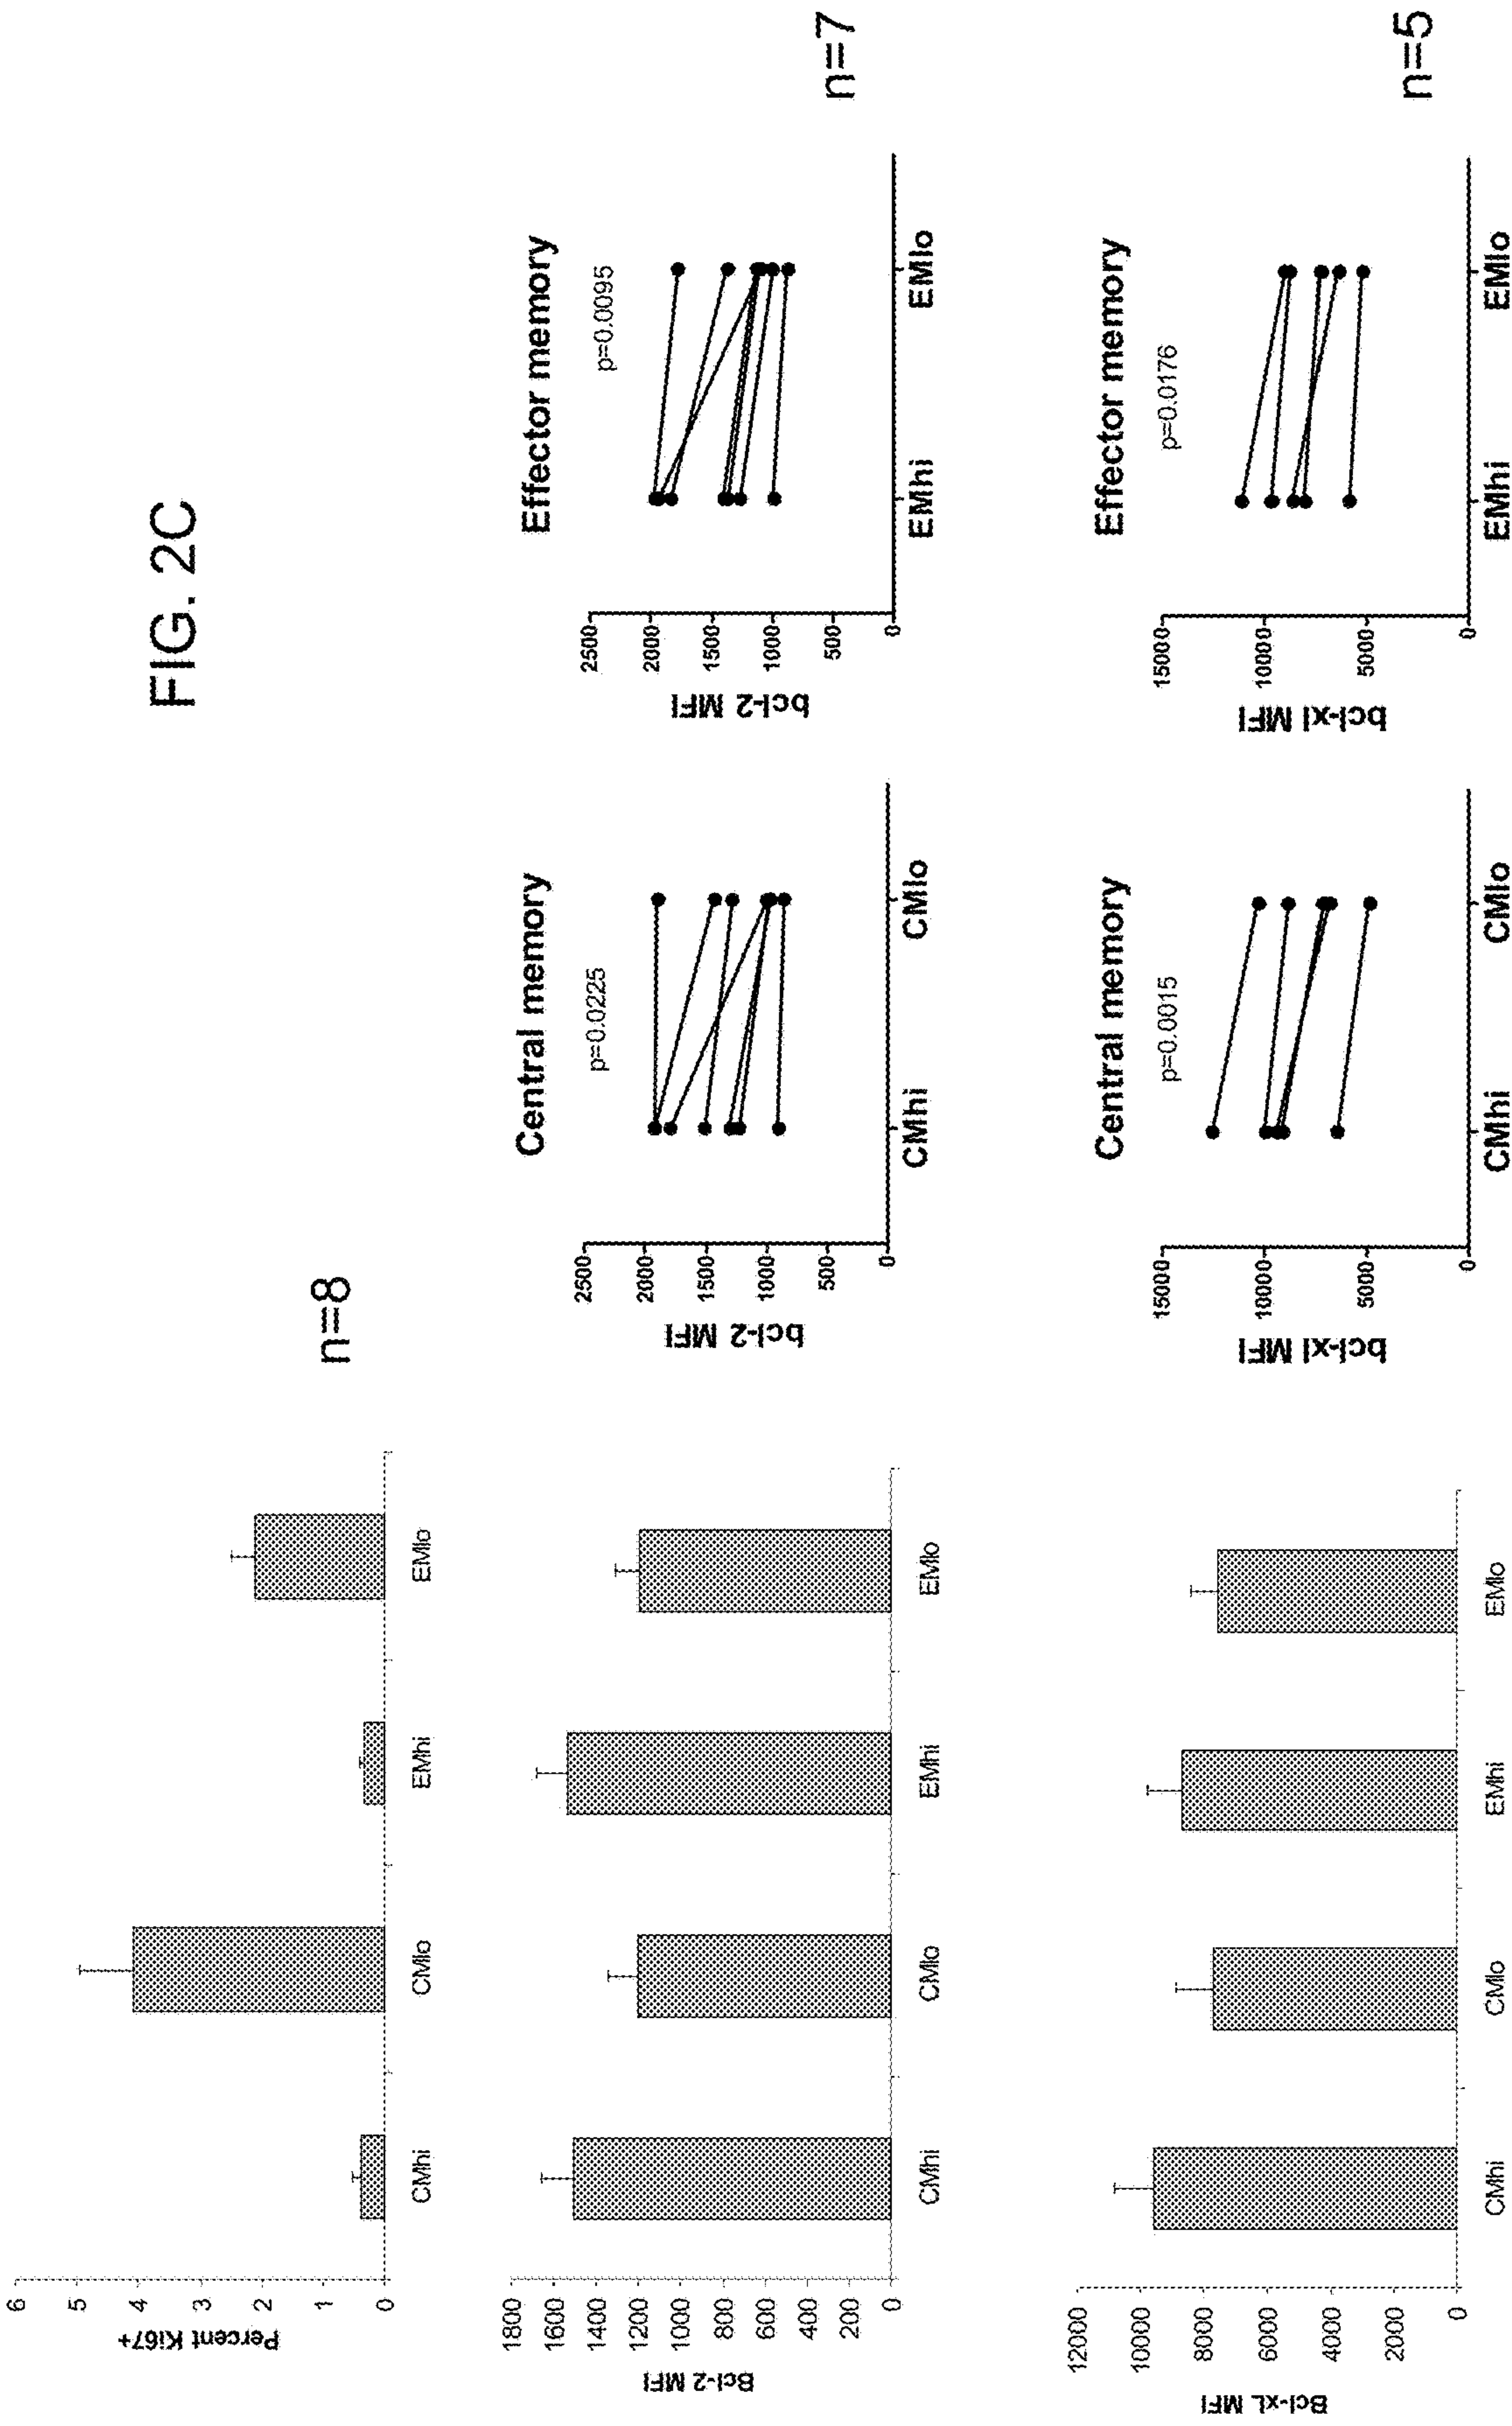 FIG. 2C
Percent Ki67+
6
5
4
3
2
1
0
CMhi
CMlo
EMhi
EMlo
n=8
Bcl-2 MFI
1800
1600
1400
1200
1000
800
600
400
200
0
CMhi
CMlo
EMhi
EMlo
Central memory
p=0.0225
bcl-2 MFI
2500
2000
1500
1000
500
0
CMhi
CMlo
Effector memory
p=0.0095
bcl-2 MFI
2500
2000
1500
1000
500
0
EMhi
EMlo
n=7
Bcl-xL MFI
12000
10000
8000
6000
4000
2000
0
CMhi
CMlo
EMhi
EMlo
Central memory
p=0.0015
bcl-xl MFI
15000
10000
5000
0
CMhi
CMlo
Effector memory
p=0.0176
bcl-xl MFI
15000
10000
5000
0
EMhi
EMlo
n=5